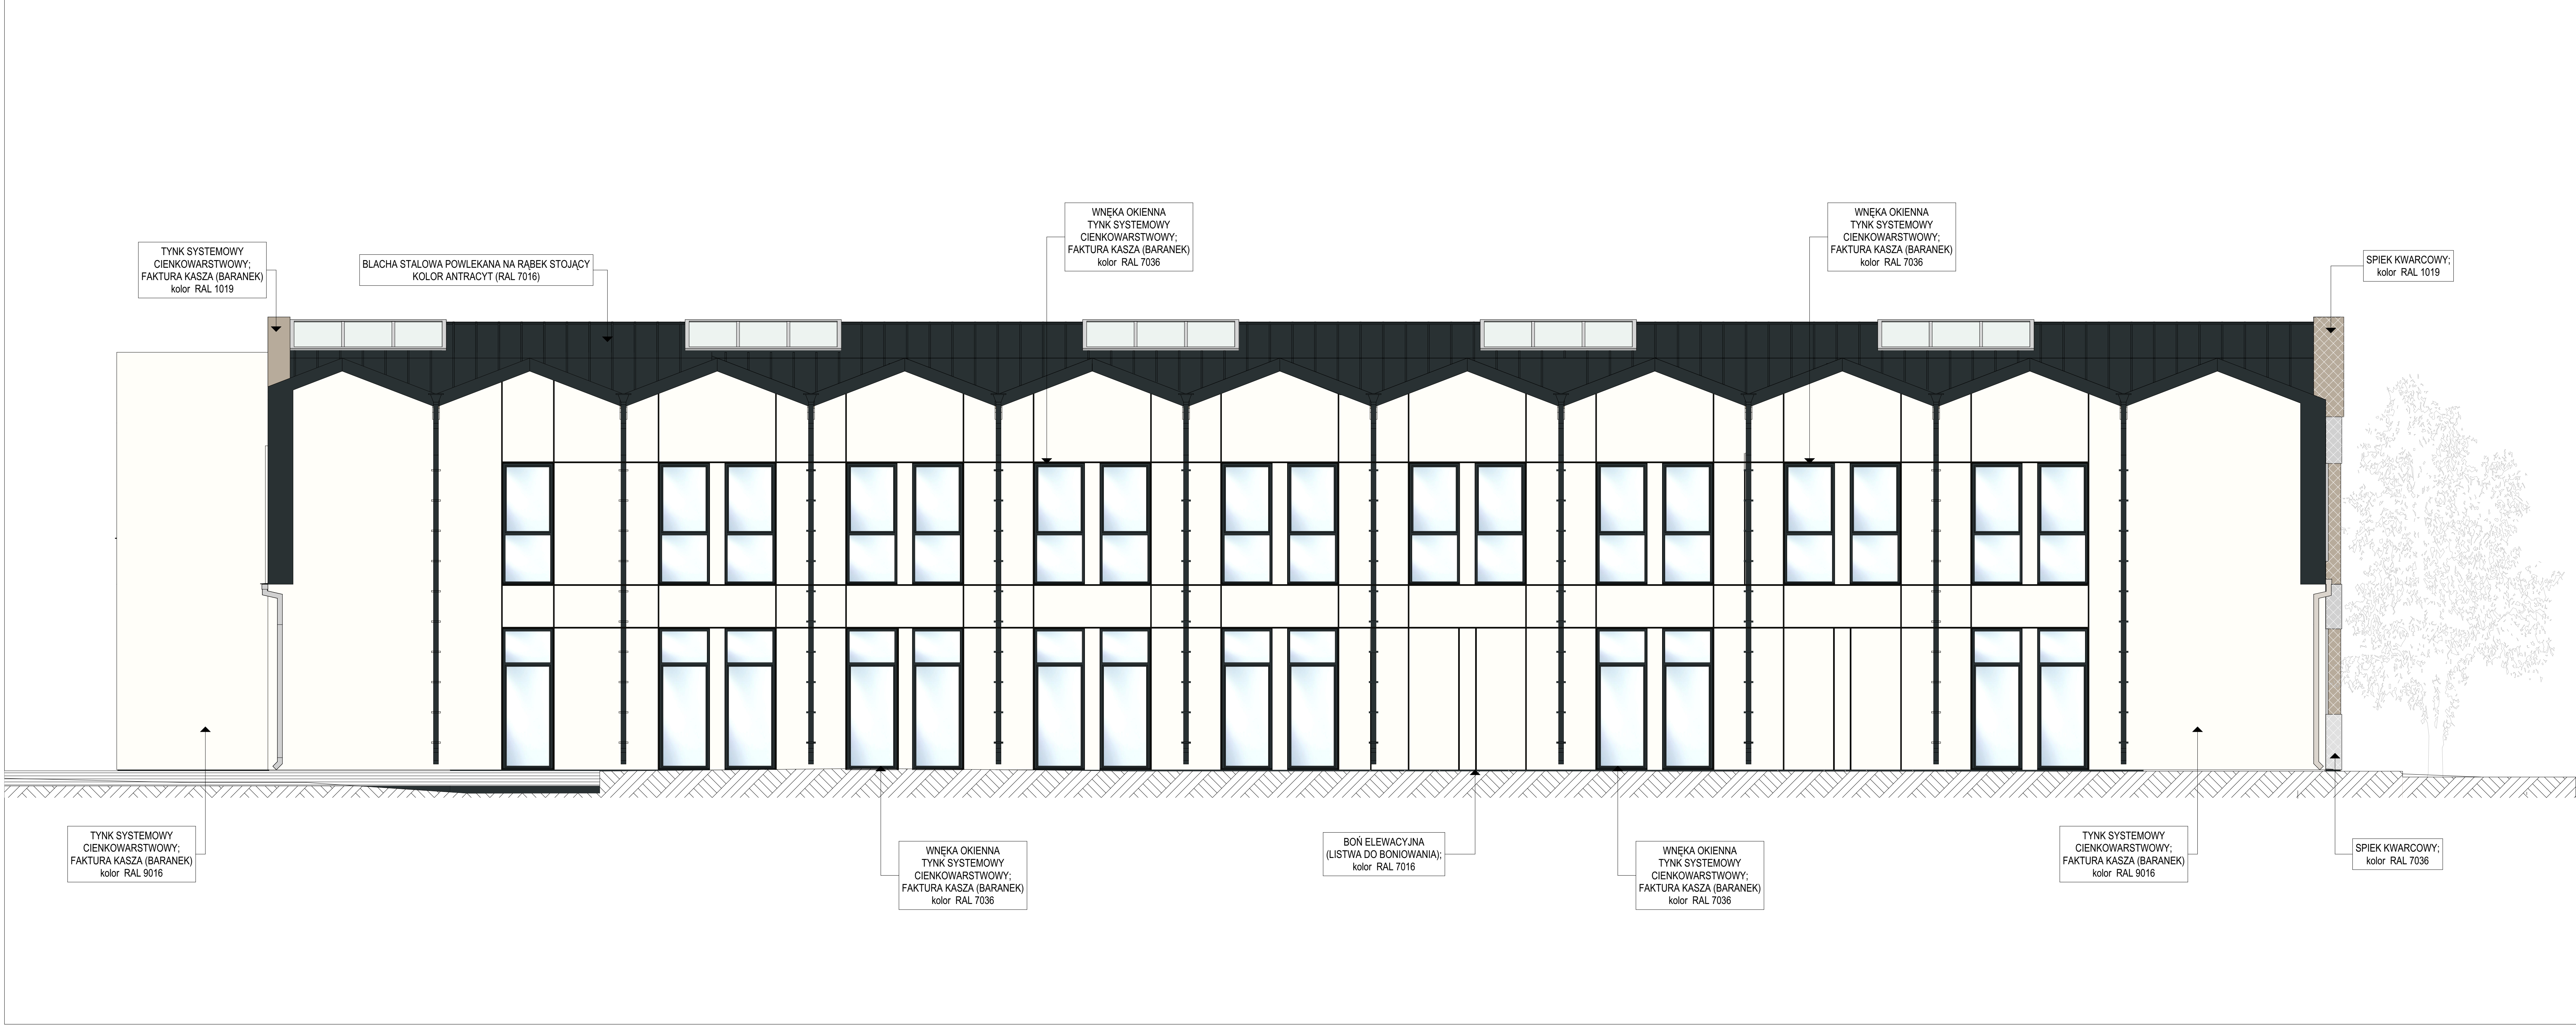 WNĘKA OKIENNA
TYNK SYSTEMOWY
CIENKOWARSTWOWY;
FAKTURA KASZA (BARANEK)
kolor RAL 7036
WNĘKA OKIENNA
TYNK SYSTEMOWY
CIENKOWARSTWOWY;
FAKTURA KASZA (BARANEK)
kolor RAL 7036
TYNK SYSTEMOWY
CIENKOWARSTWOWY;
FAKTURA KASZA (BARANEK)
kolor RAL 1019
BLACHA STALOWA POWLEKANA NA RĄBEK STOJĄCY
KOLOR ANTRACYT (RAL 7016)
SPIEK KWARCOWY;
kolor RAL 1019
TYNK SYSTEMOWY
CIENKOWARSTWOWY;
FAKTURA KASZA (BARANEK)
kolor RAL 9016
WNĘKA OKIENNA
TYNK SYSTEMOWY
CIENKOWARSTWOWY;
FAKTURA KASZA (BARANEK)
kolor RAL 7036
BOŃ ELEWACYJNA
(LISTWA DO BONIOWANIA);
kolor RAL 7016
WNĘKA OKIENNA
TYNK SYSTEMOWY
CIENKOWARSTWOWY;
FAKTURA KASZA (BARANEK)
kolor RAL 7036
TYNK SYSTEMOWY
CIENKOWARSTWOWY;
FAKTURA KASZA (BARANEK)
kolor RAL 9016
SPIEK KWARCOWY;
kolor RAL 7036